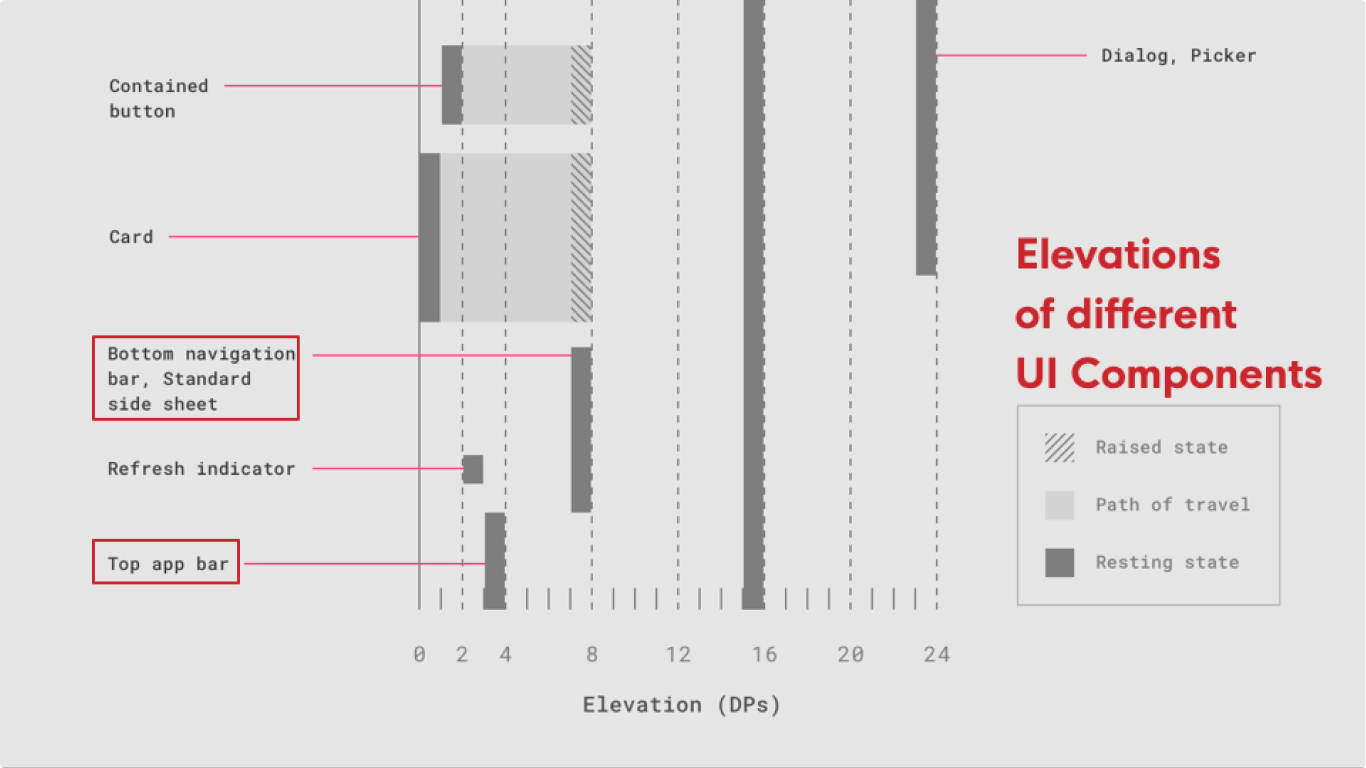 Contained
button
Dialog, Picker
Card
Elevations
of different
UI Components
Bottom navigation
bar, Standard
side sheet
Refresh indicator
Top app bar
Raised state
Path of travel
Resting state
0 2 4 8 12 16 20 24
Elevation (DPs)